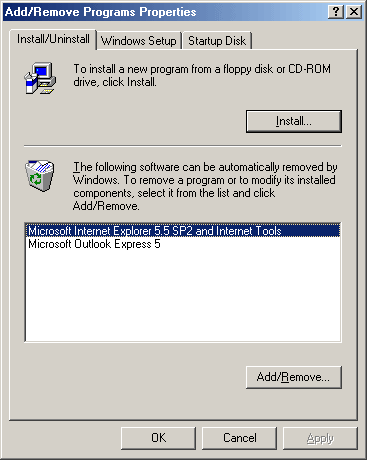 Add/Remove Programs Properties
Install/Uninstall Windows Setup Startup Disk
To install a new program from a floppy disk or CD-ROM
drive, click Install.
Install...
The following software can be automatically removed by
Windows. To remove a program or to modify its installed
components, select it from the list and click
Add/Remove.
Microsoft Internet Explorer 5.5 SP2 and Internet Tools
Microsoft Outlook Express 5
Add/Remove...
OK Cancel Apply